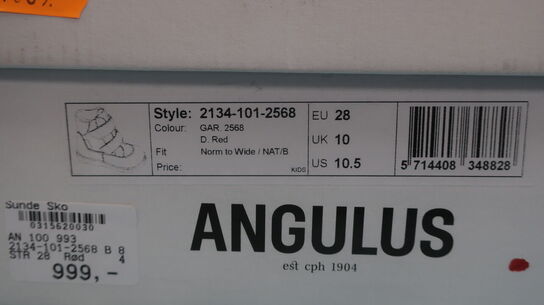 Style: 2134-101-2568
Colour: GAR. 2568
D. Red
Fit Norm to Wide / NAT/B
Price:
KIDS
EU 28
UK 10
US 10.5
5 714408 348828
Sunde Sko
0315620030
AN 100 993
2134-101-2568 B 8
STR 28 Rød 4
999,-
ANGULUS
est cph 1904